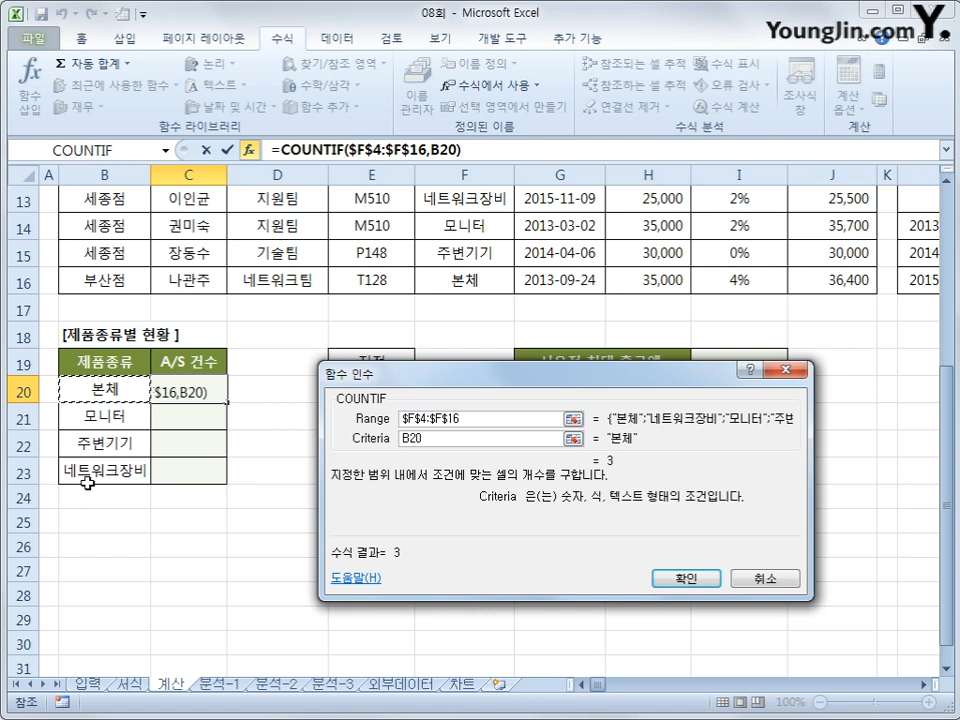 08회 - Microsoft Excel
Younglin.com Y.
파일 홈 삽입 페이지 레이아웃 수식 데이터 검토 보기 개발 도구 추가 기능
fx 함수 삽입
Σ 자동 합계 논리 찾기/참조 영역
최근에 사용한 함수 텍스트 수학/삼각
재무 날짜 및 시간 함수 추가
이름 관리자
이름 정의
수식에서 사용
선택 영역에서 만들기
참조되는 셀 추적 수식 표시
참조하는 셀 추적 오류 검사
연결선 제거 수식 계산
조사식 창
계산 옵션
함수 라이브러리 정의된 이름 수식 분석 계산
COUNTIF fx =COUNTIF($F$4:$F$16,B20)
A B C D E F G H I J K
13 세종점 이인균 지원팀 M510 네트워크장비 2015-11-09 25,000 2% 25,500
14 세종점 권미숙 지원팀 M510 모니터 2013-03-02 35,000 2% 35,700 2013
15 세종점 장동수 기술팀 P148 주변기기 2014-04-06 30,000 0% 30,000 2014
16 부산점 나관주 네트워크팀 T128 본체 2013-09-24 35,000 4% 36,400 2015
17
18 [제품종류별 현황 ]
19 제품종류 A/S 건수
20 본체 $16,B20)
21 모니터
22 주변기기
23 네트워크장비
24
25
26
27
28
29
30
31
함수 인수
COUNTIF
Range $F$4:$F$16 = {"본체";"네트워크장비";"모니터";"주변
Criteria B20 = "본체"
= 3
지정한 범위 내에서 조건에 맞는 셀의 개수를 구합니다.
Criteria 은(는) 숫자, 식, 텍스트 형태의 조건입니다.
수식 결과= 3
도움말(H)
확인 취소
입력 서식 계산 분석-1 분석-2 분석-3 외부데이터 차트
참조 100%